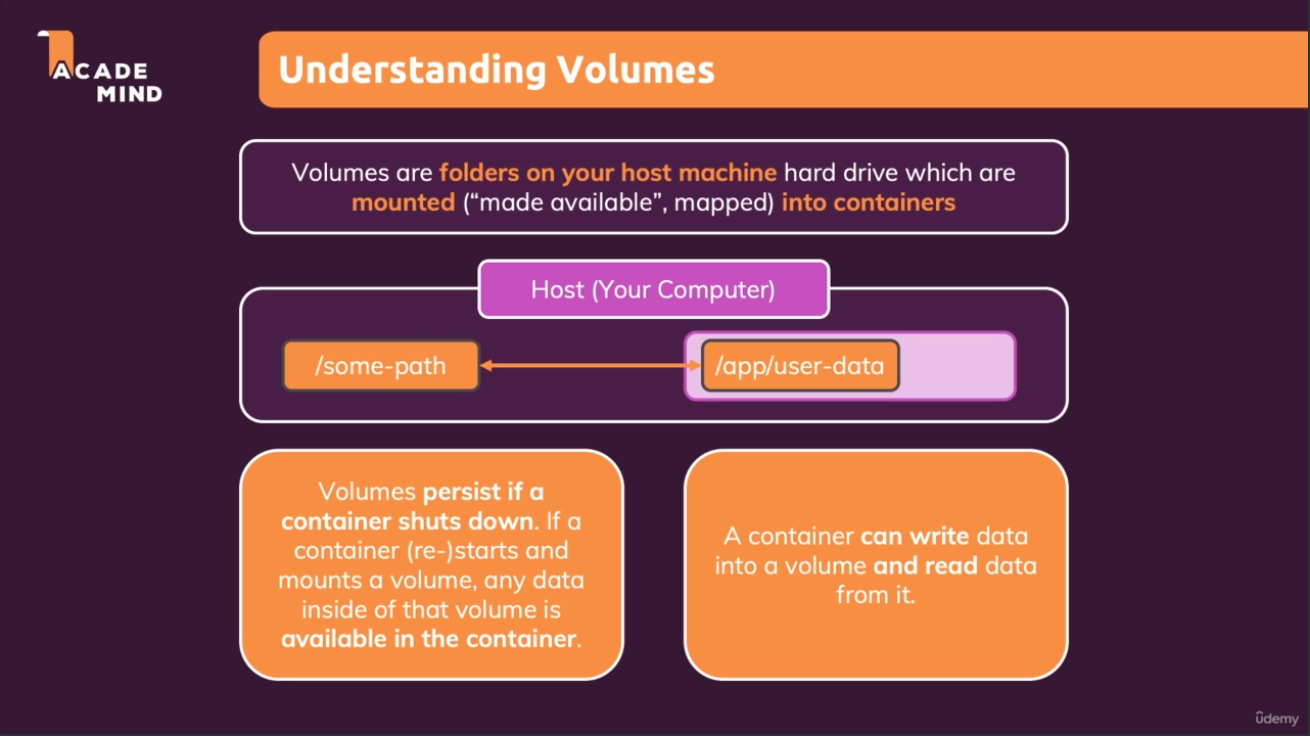 ACADE
MIND
Understanding Volumes
Volumes are folders on your host machine hard drive which are
mounted (“made available”, mapped) into containers
Host (Your Computer)
/some-path
/app/user-data
Volumes persist if a
container shuts down. If a
container (re-)starts and
mounts a volume, any data
inside of that volume is
available in the container.
A container can write data
into a volume and read data
from it.
udemy